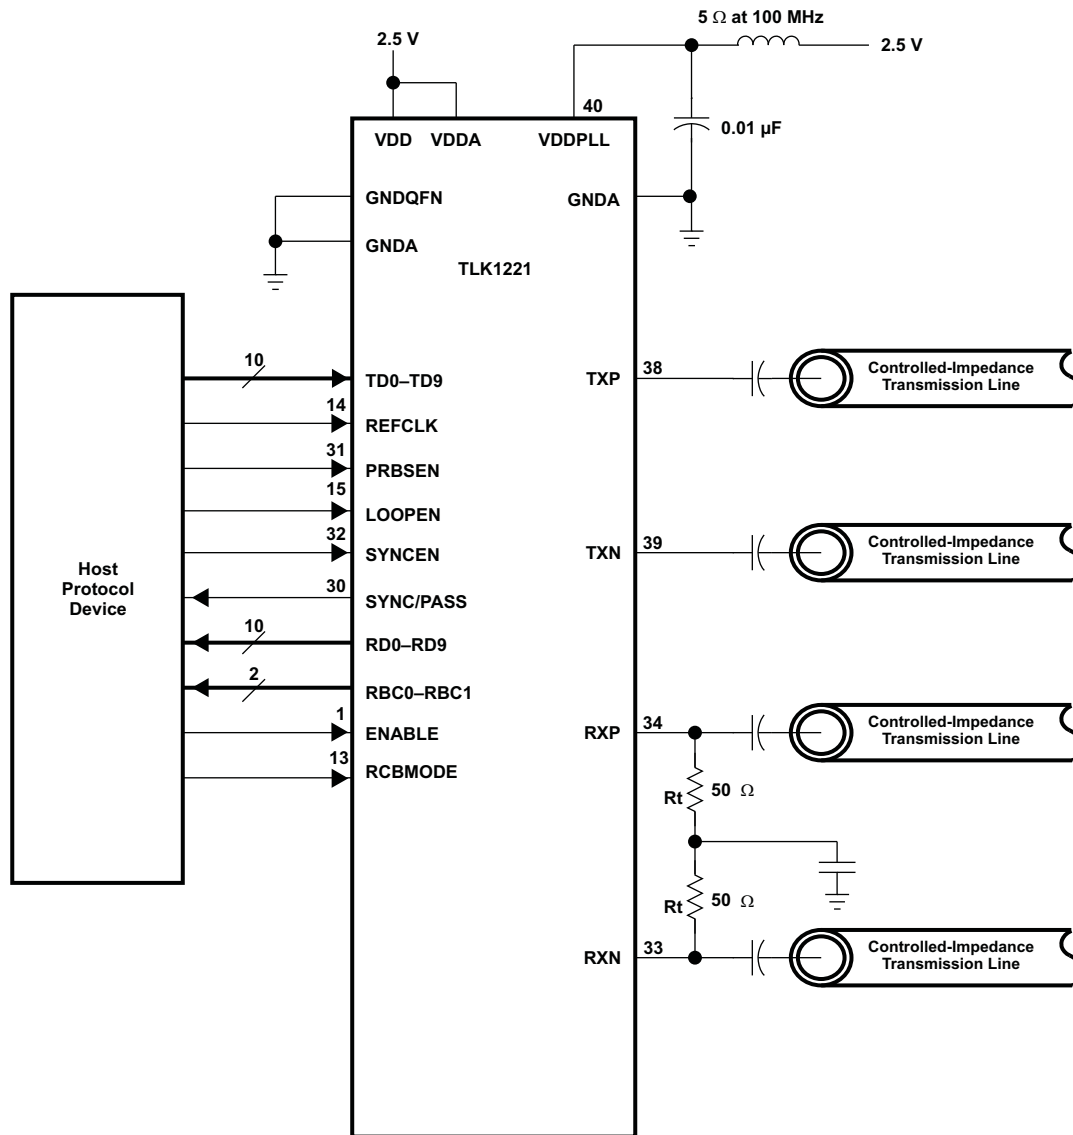 5 Ω at 100 MHz
2.5 V
2.5 V
40
VDD
VDDA
VDDPLL
0.01 µF
GNDQFN
GNDA
GNDA
TLK1221
10
TD0–TD9
14
REFCLK
31
PRBSEN
15
LOOPEN
32
SYNCEN
30
SYNC/PASS
10
RD0–RD9
2
RBC0–RBC1
1
ENABLE
13
RCBMODE
Host
Protocol
Device
TXP
38
Controlled-Impedance
Transmission Line
TXN
39
Controlled-Impedance
Transmission Line
RXP
34
Controlled-Impedance
Transmission Line
Rt
50 Ω
Rt
50 Ω
RXN
33
Controlled-Impedance
Transmission Line